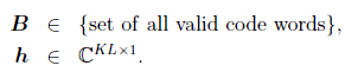 B ∈ {set of all valid code words},
h ∈ ℂ^{KL×1}.